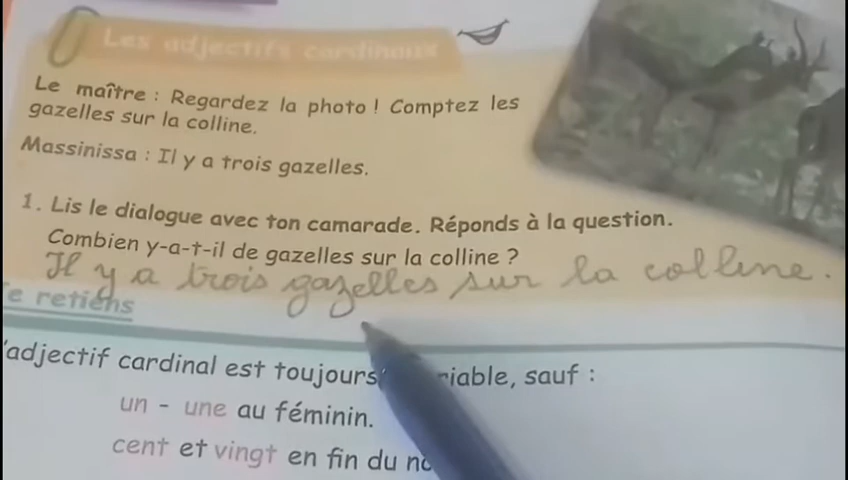 Les adjectifs cardinaux
Le maître : Regardez la photo ! Comptez les
gazelles sur la colline.
Massinissa : Il y a trois gazelles.
1. Lis le dialogue avec ton camarade. Réponds à la question.
Combien y-a-t-il de gazelles sur la colline ?
Il y a trois gazelles sur la colline.
retiens
'adjectif cardinal est toujours sauf :
un - une au féminin.
cent et vingt en fin du